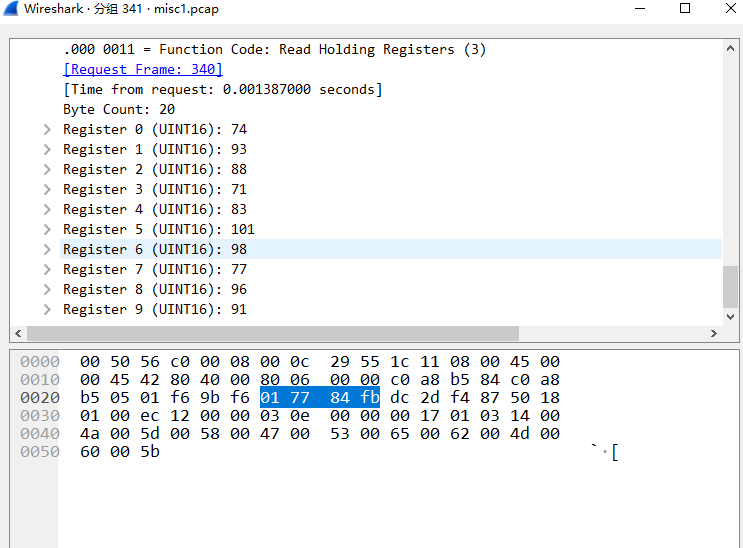 Wireshark · 分组 341 · misc1.pcap
.000 0011 = Function Code: Read Holding Registers (3)
[Request Frame: 340]
[Time from request: 0.001387000 seconds]
Byte Count: 20
Register 0 (UINT16): 74
Register 1 (UINT16): 93
Register 2 (UINT16): 88
Register 3 (UINT16): 71
Register 4 (UINT16): 83
Register 5 (UINT16): 101
Register 6 (UINT16): 98
Register 7 (UINT16): 77
Register 8 (UINT16): 96
Register 9 (UINT16): 91
0000 00 50 56 c0 00 08 00 0c 29 55 1c 11 08 00 45 00
0010 00 45 42 80 40 00 80 06 00 00 c0 a8 b5 84 c0 a8
0020 b5 05 01 f6 9b f6 01 77 84 fb dc 2d f4 87 50 18
0030 01 00 ec 12 00 00 03 0e 00 00 00 17 01 03 14 00
0040 4a 00 5d 00 58 00 47 00 53 00 65 00 62 00 4d 00
0050 60 00 5b `·[